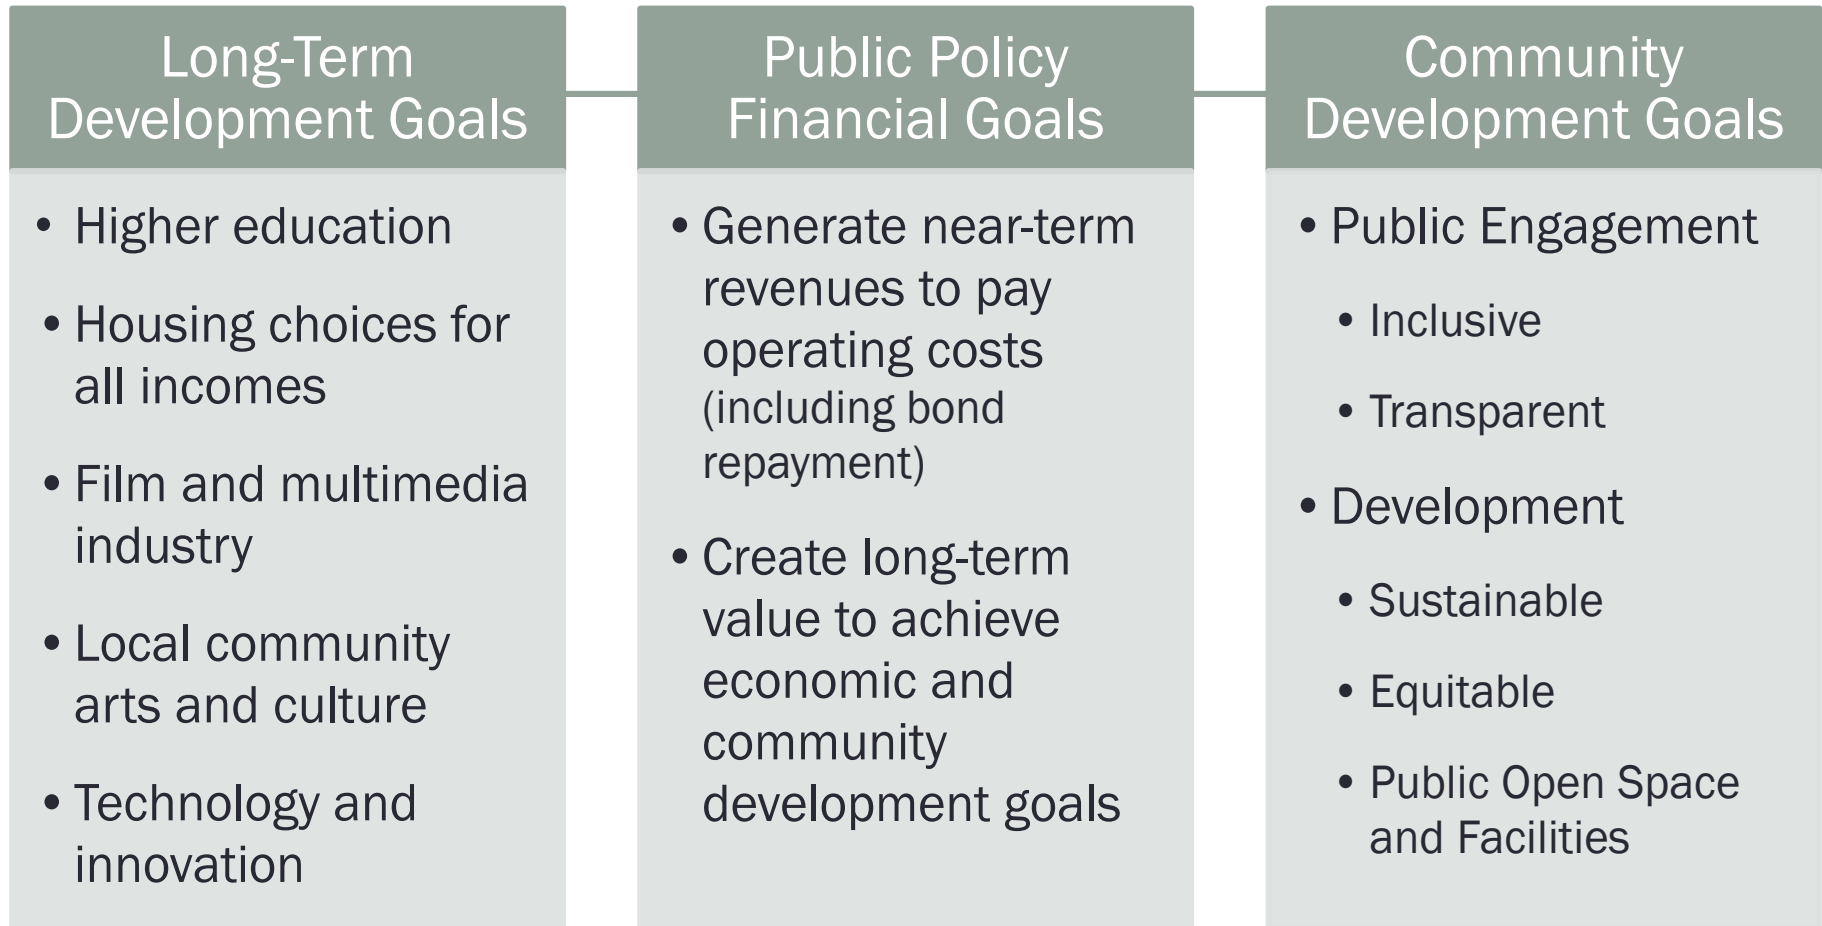 Long-Term
Development Goals
• Higher education
• Housing choices for
all incomes
• Film and multimedia
industry
• Local community
arts and culture
• Technology and
innovation
Public Policy
Financial Goals
• Generate near-term
revenues to pay
operating costs
(including bond
repayment)
• Create long-term
value to achieve
economic and
community
development goals
Community
Development Goals
• Public Engagement
• Inclusive
• Transparent
• Development
• Sustainable
• Equitable
• Public Open Space
and Facilities